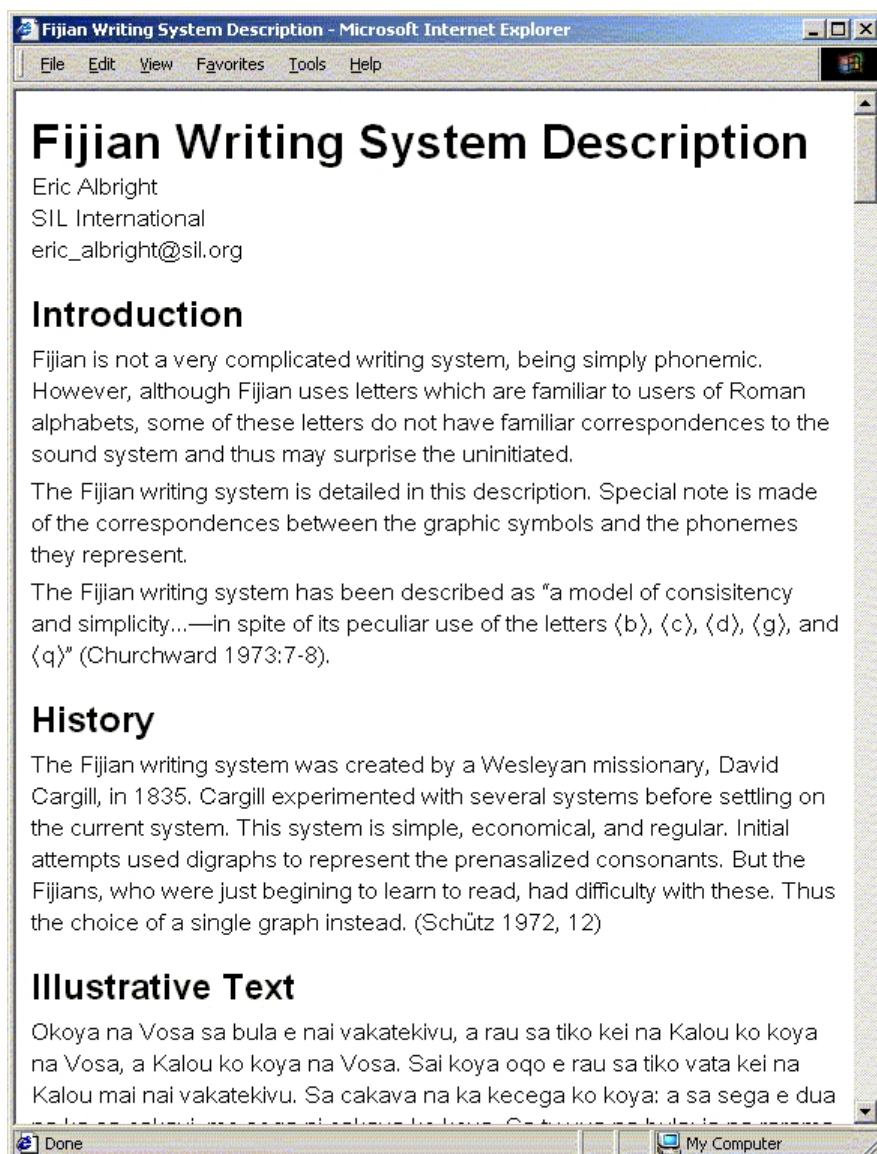 Fijian Writing System Description - Microsoft Internet Explorer
File Edit View Favorites Tools Help
Fijian Writing System Description
Eric Albright
SIL International
eric_albright@sil.org
Introduction
Fijian is not a very complicated writing system, being simply phonemic.
However, although Fijian uses letters which are familiar to users of Roman
alphabets, some of these letters do not have familiar correspondences to the
sound system and thus may surprise the uninitiated.
The Fijian writing system is detailed in this description. Special note is made
of the correspondences between the graphic symbols and the phonemes
they represent.
The Fijian writing system has been described as “a model of consisitency
and simplicity...—in spite of its peculiar use of the letters ⟨b⟩, ⟨c⟩, ⟨d⟩, ⟨g⟩, and
⟨q⟩” (Churchward 1973:7-8).
History
The Fijian writing system was created by a Wesleyan missionary, David
Cargill, in 1835. Cargill experimented with several systems before settling on
the current system. This system is simple, economical, and regular. Initial
attempts used digraphs to represent the prenasalized consonants. But the
Fijians, who were just begining to learn to read, had difficulty with these. Thus
the choice of a single graph instead. (Schütz 1972, 12)
Illustrative Text
Okoya na Vosa sa bula e nai vakatekivu, a rau sa tiko kei na Kalou ko koya
na Vosa, a Kalou ko koya na Vosa. Sai koya oqo e rau sa tiko vata kei na
Kalou mai nai vakatekivu. Sa cakava na ka kecega ko koya: a sa sega e dua
Done My Computer